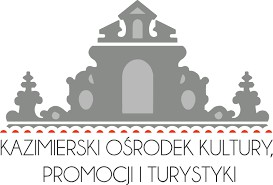 KAZIMIERSKI OŚRODEK KULTURY,
PROMOCJI I TURYSTYKI